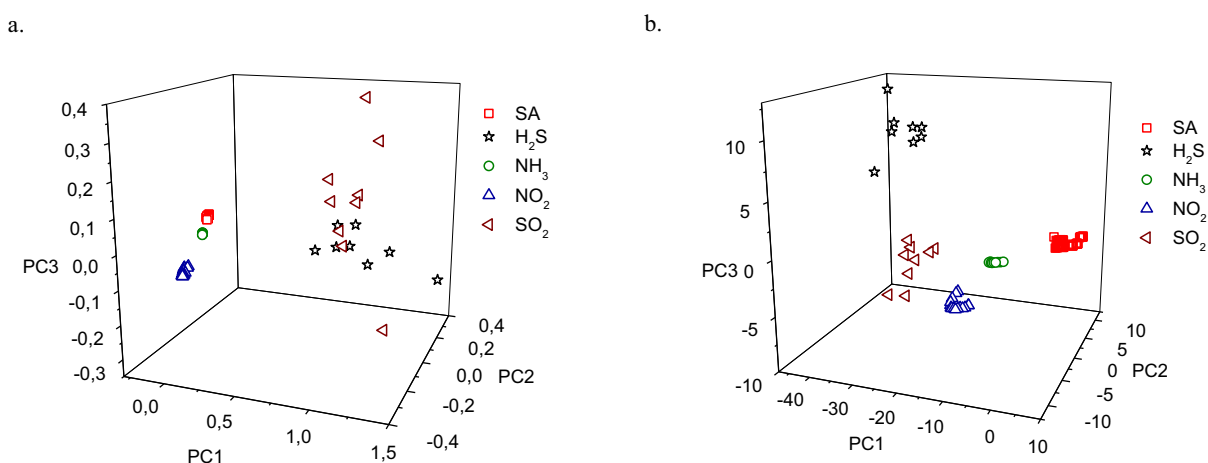 a.
0,4
0,3
0,2
0,1
PC3 0,0
-0,1
-0,2
-0,3
0,0
0,5
1,0
1,5
PC1
-0,4
-0,2
0,0
0,2
0,4
PC2
SA
H₂S
NH₃
NO₂
SO₂
b.
10
5
PC3 0
-5
-10
-40
-30
-20
-10
0
10
PC1
-10
-5
0
5
10
PC2
SA
H₂S
NH₃
NO₂
SO₂